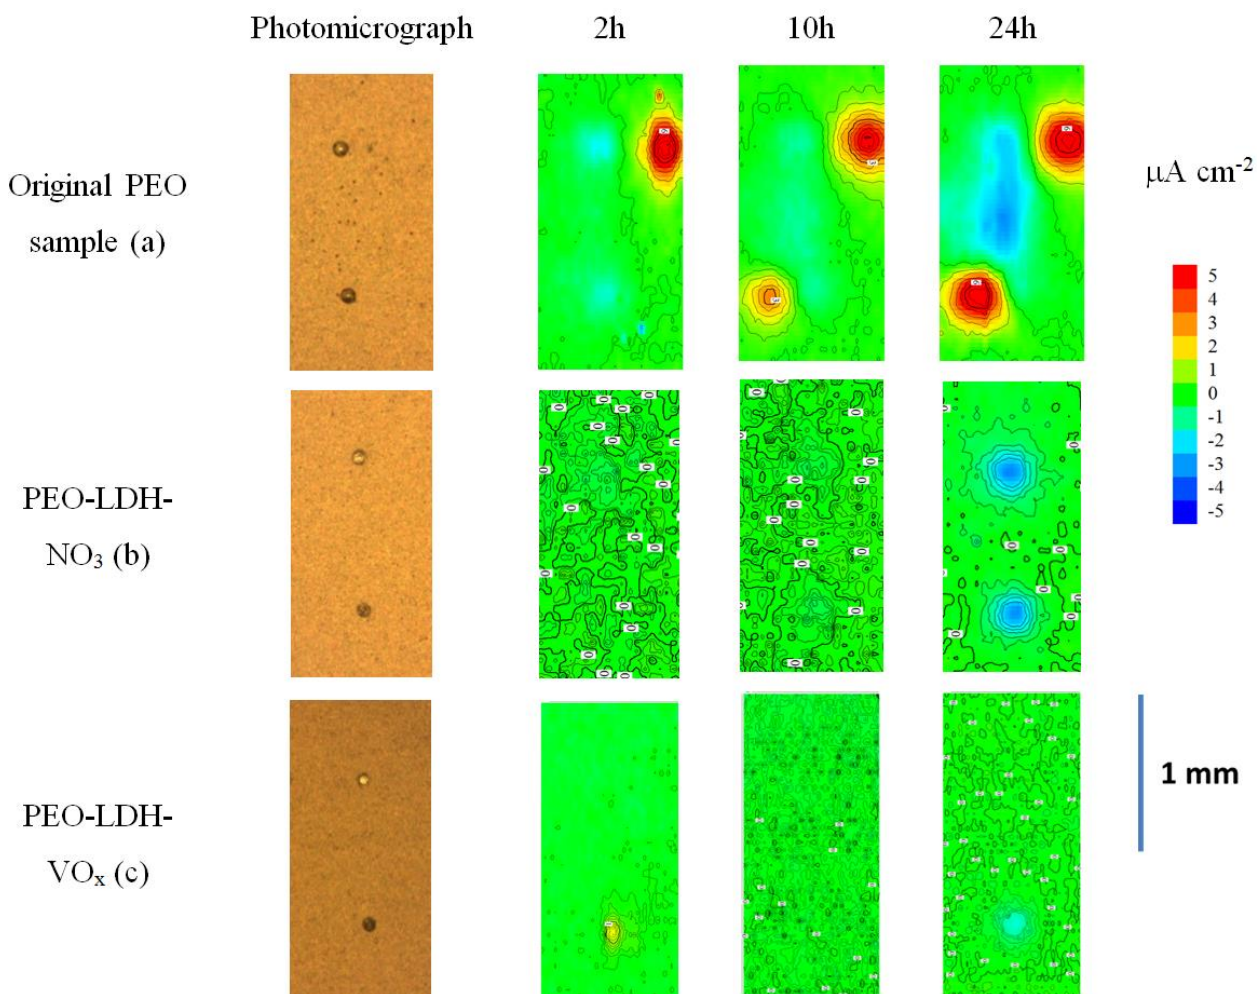 Photomicrograph 2h 10h 24h
Original PEO
sample (a)
μA cm-2
5
4
3
2
1
0
-1
-2
-3
-4
-5
PEO-LDH-
NO3 (b)
PEO-LDH-
VOx (c)
1 mm